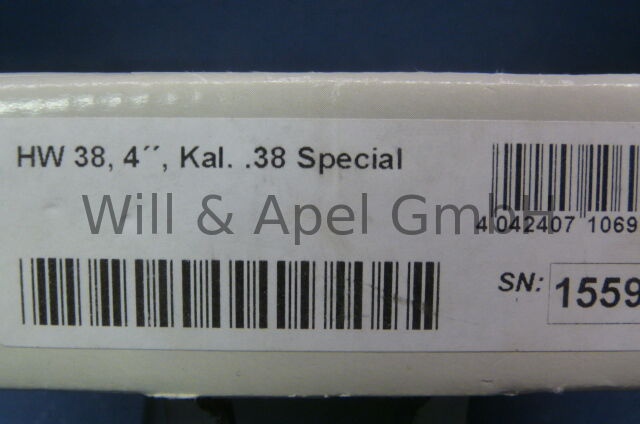 HW 38, 4´´, Kal. .38 Special
Will & Apel GmbH
4 042407 1069
SN: 1559